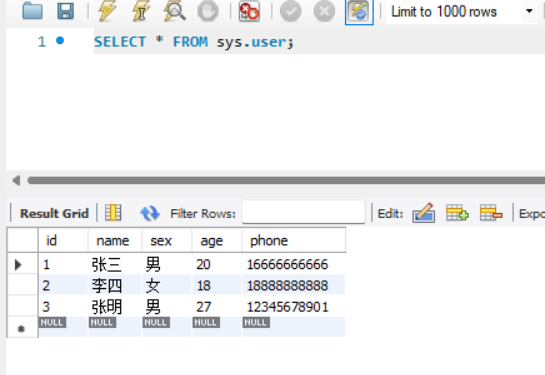 Limit to 1000 rows
1 SELECT * FROM sys.user;
Result Grid Filter Rows: Edit: Expo
id name sex age phone
1 张三 男 20 16666666666
2 李四 女 18 18888888888
3 张明 男 27 12345678901
NULL NULL NULL NULL NULL